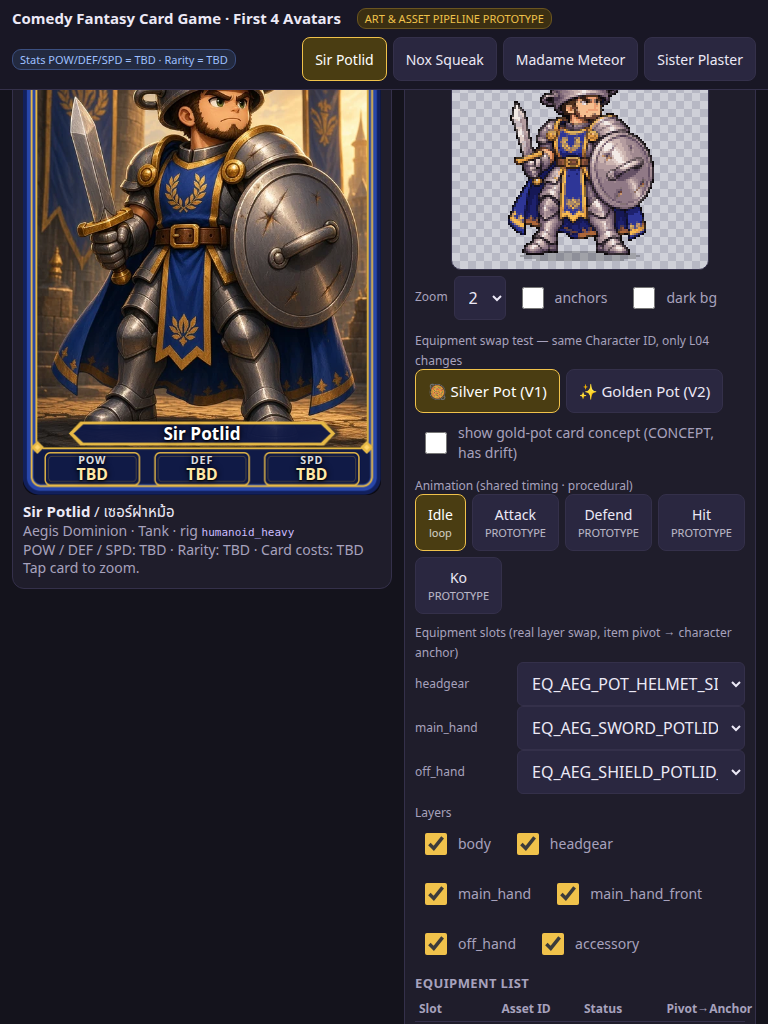 Comedy Fantasy Card Game · First 4 Avatars
ART & ASSET PIPELINE PROTOTYPE
Stats POW/DEF/SPD = TBD · Rarity = TBD
Sir Potlid
Nox Squeak
Madame Meteor
Sister Plaster
Sir Potlid
POW
TBD
DEF
TBD
SPD
TBD
Sir Potlid / เซอร์ฝาหม้อ
Aegis Dominion · Tank · rig humanoid_heavy
POW / DEF / SPD: TBD · Rarity: TBD · Card costs: TBD
Tap card to zoom.
Zoom
2
anchors
dark bg
Equipment swap test — same Character ID, only L04
changes
Silver Pot (V1)
Golden Pot (V2)
show gold-pot card concept (CONCEPT,
has drift)
Animation (shared timing · procedural)
Idle
loop
Attack
PROTOTYPE
Defend
PROTOTYPE
Hit
PROTOTYPE
Ko
PROTOTYPE
Equipment slots (real layer swap, item pivot → character
anchor)
headgear
EQ_AEG_POT_HELMET_SI
main_hand
EQ_AEG_SWORD_POTLID
off_hand
EQ_AEG_SHIELD_POTLID_
Layers
body
headgear
main_hand
main_hand_front
off_hand
accessory
EQUIPMENT LIST
Slot
Asset ID
Status
Pivot→Anchor